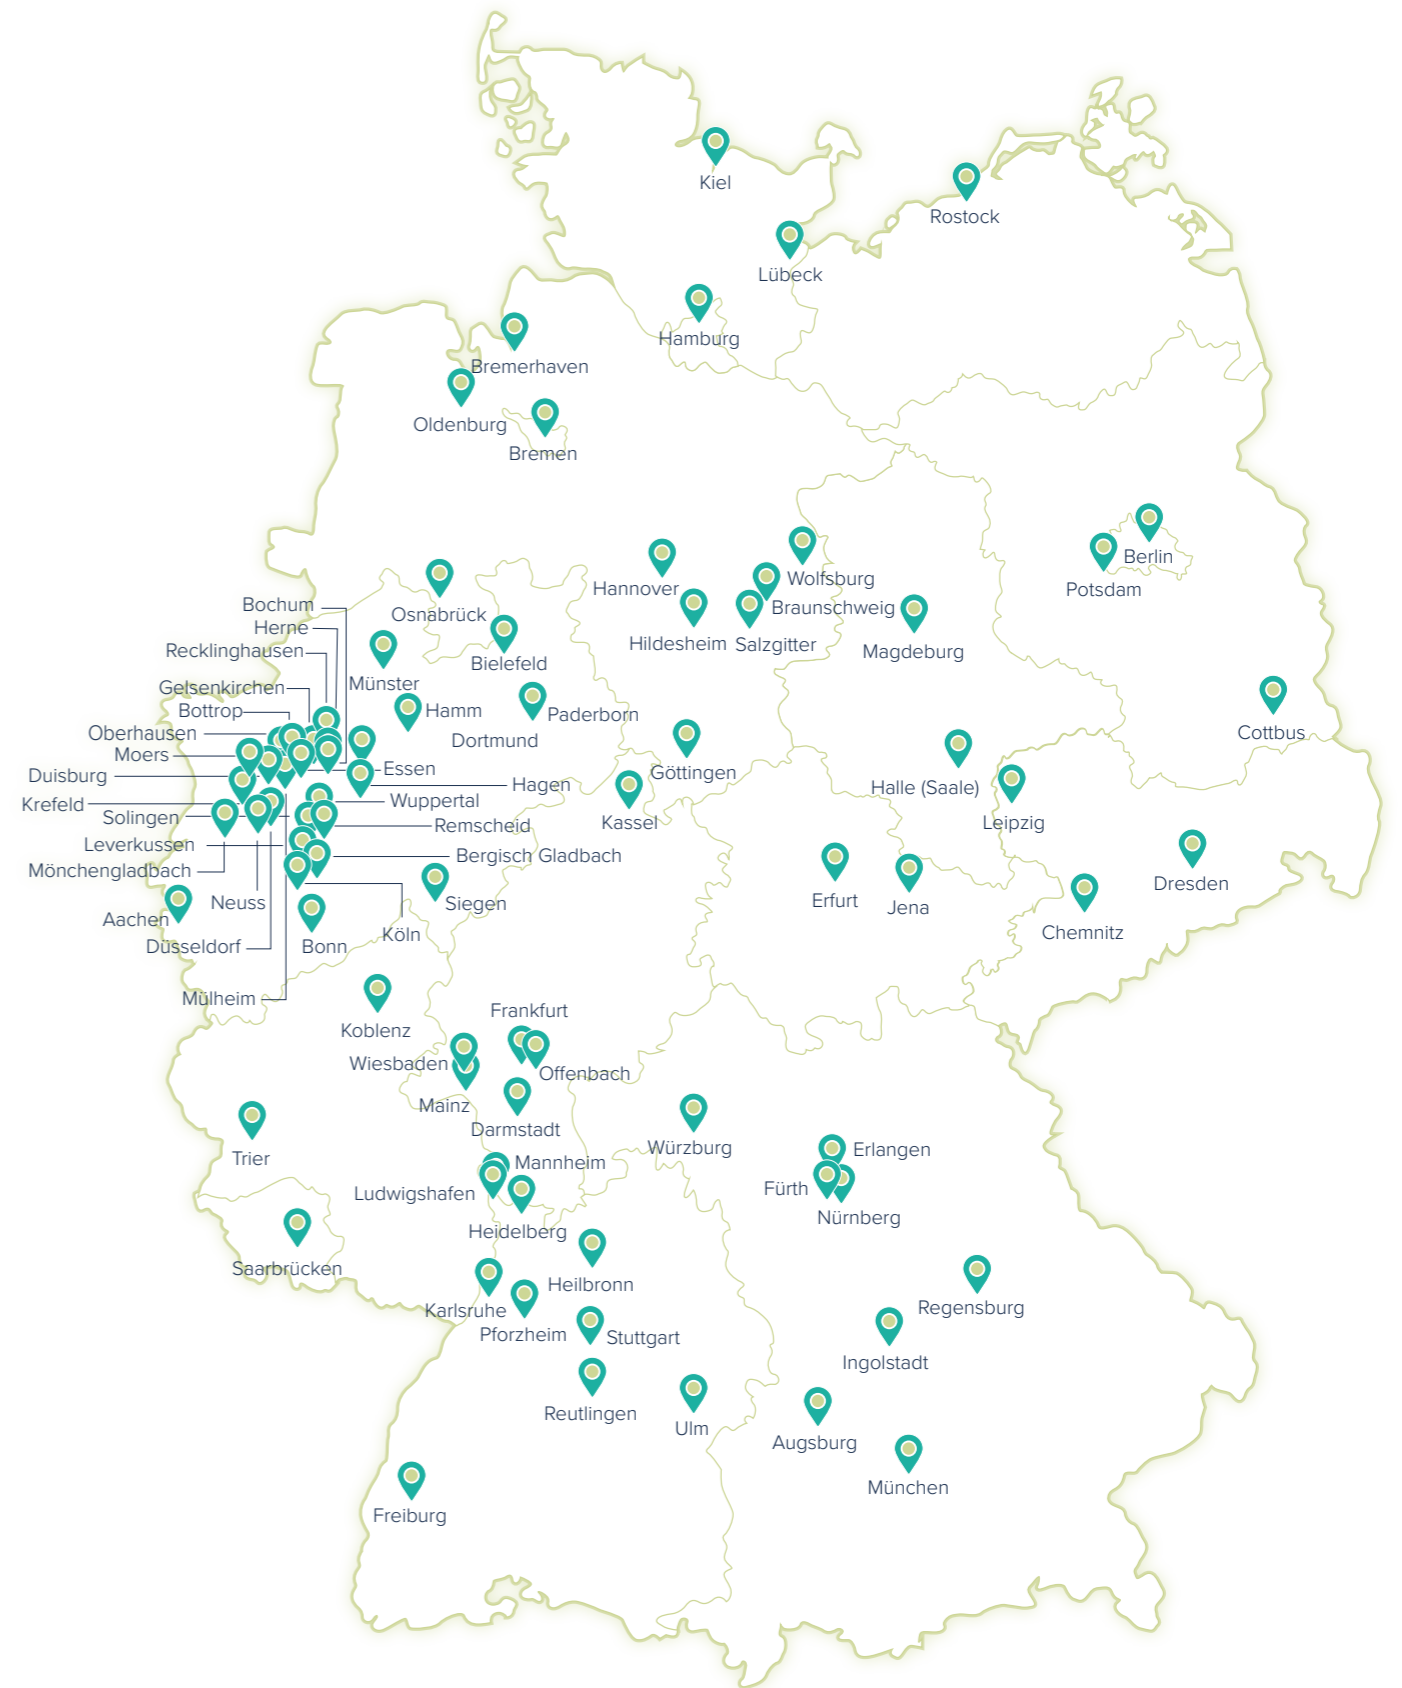 Kiel
Rostock
Lübeck
Hamburg
Bremerhaven
Oldenburg
Bremen
Berlin
Wolfsburg
Hannover
Potsdam
Bochum
Braunschweig
Osnabrück
Herne
Hildesheim
Salzgitter
Recklinghausen
Magdeburg
Bielefeld
Münster
Gelsenkirchen
Bottrop
Hamm
Paderborn
Oberhausen
Dortmund
Cottbus
Moers
Essen
Göttingen
Duisburg
Hagen
Halle (Saale)
Krefeld
Wuppertal
Solingen
Kassel
Leipzig
Remscheid
Leverkussen
Bergisch Gladbach
Mönchengladbach
Dresden
Neuss
Siegen
Erfurt
Jena
Aachen
Köln
Chemnitz
Düsseldorf
Bonn
Mülheim
Frankfurt
Koblenz
Wiesbaden
Offenbach
Mainz
Darmstadt
Würzburg
Erlangen
Trier
Mannheim
Fürth
Ludwigshafen
Nürnberg
Heidelberg
Saarbrücken
Heilbronn
Regensburg
Karlsruhe
Pforzheim
Stuttgart
Ingolstadt
Reutlingen
Ulm
Augsburg
München
Freiburg